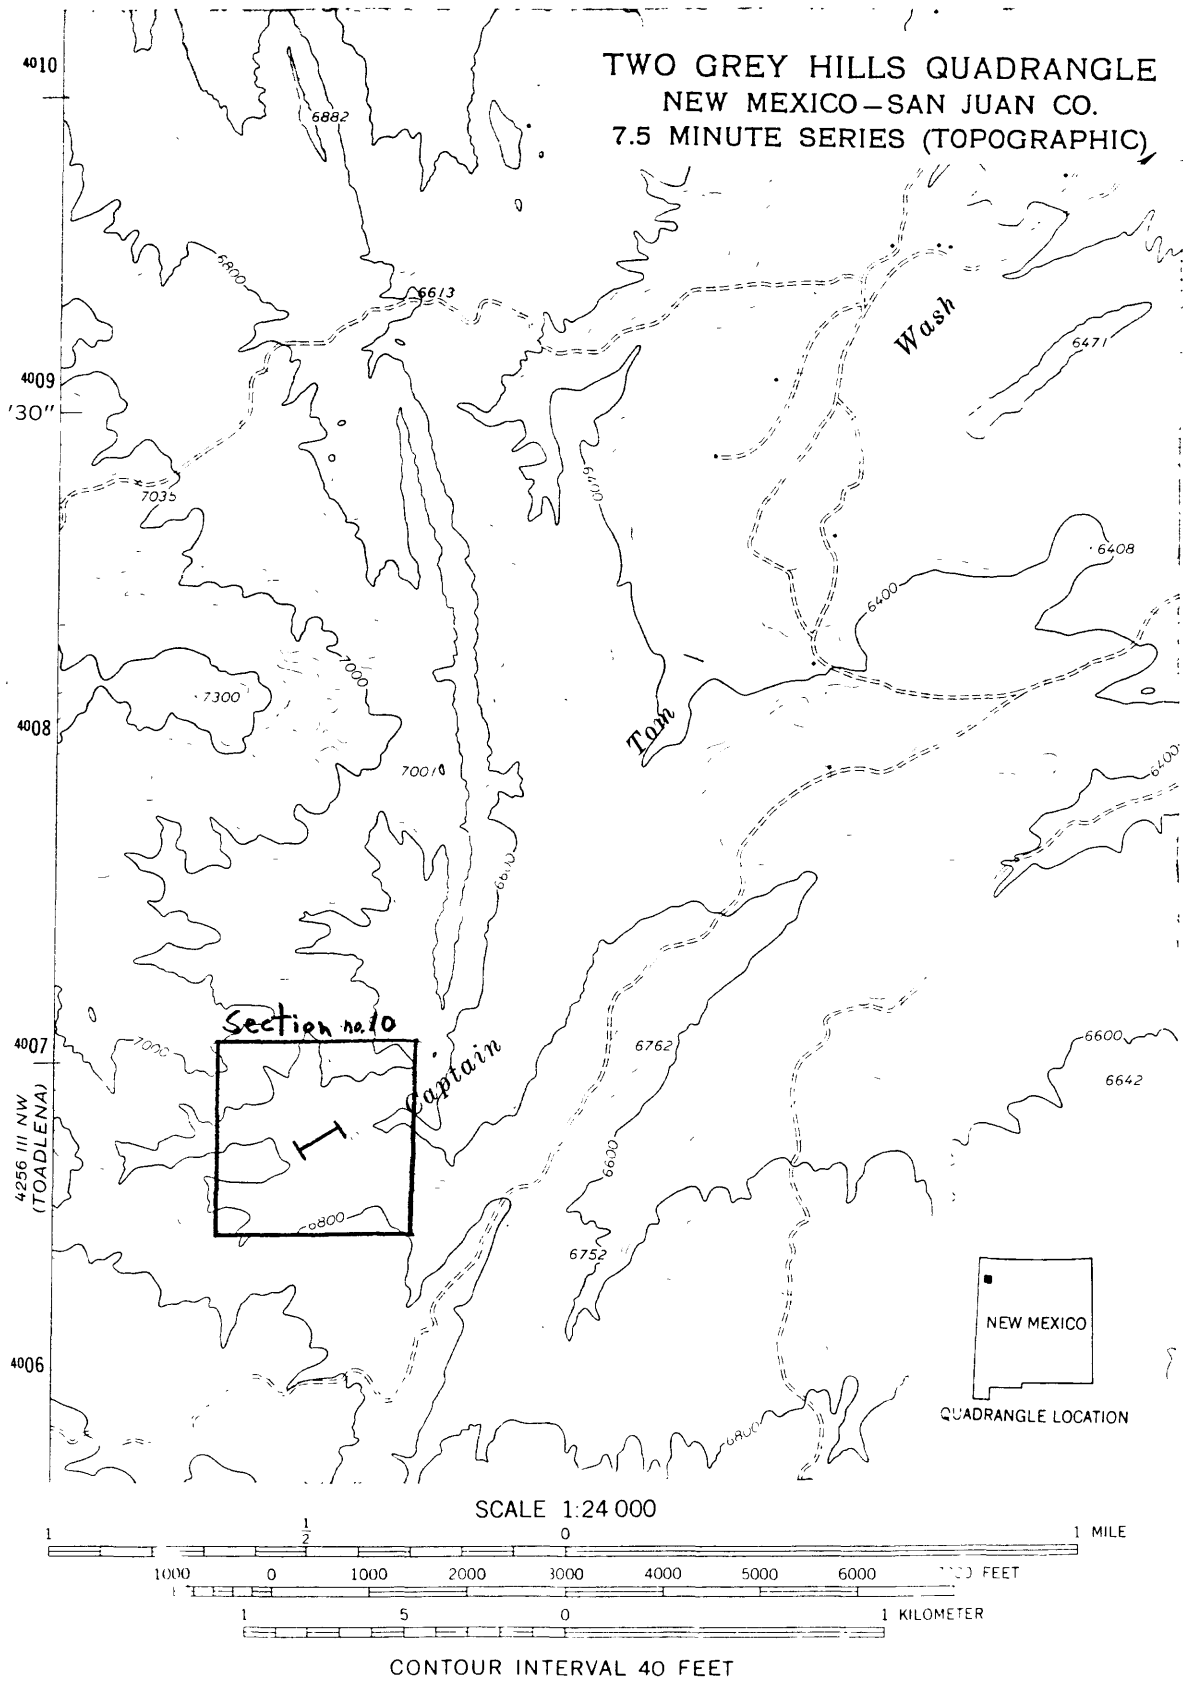 TWO GREY HILLS QUADRANGLE
NEW MEXICO—SAN JUAN CO.
7.5 MINUTE SERIES (TOPOGRAPHIC)
4010
6882
6800
6613
Wash
6471
4009
'30"
6400
7035
6408
6400
7000
7300
4008
Tom
7001
6400
6600
Section no.10
4007
7000
Captain
6762
6600
6642
4256 III NW
(TOADLENA)
6600
6800
6752
NEW MEXICO
4006
QUADRANGLE LOCATION
6800
SCALE 1:24 000
1 ½ 0 1 MILE
1000 0 1000 2000 3000 4000 5000 6000 FEET
1 5 0 1 KILOMETER
CONTOUR INTERVAL 40 FEET